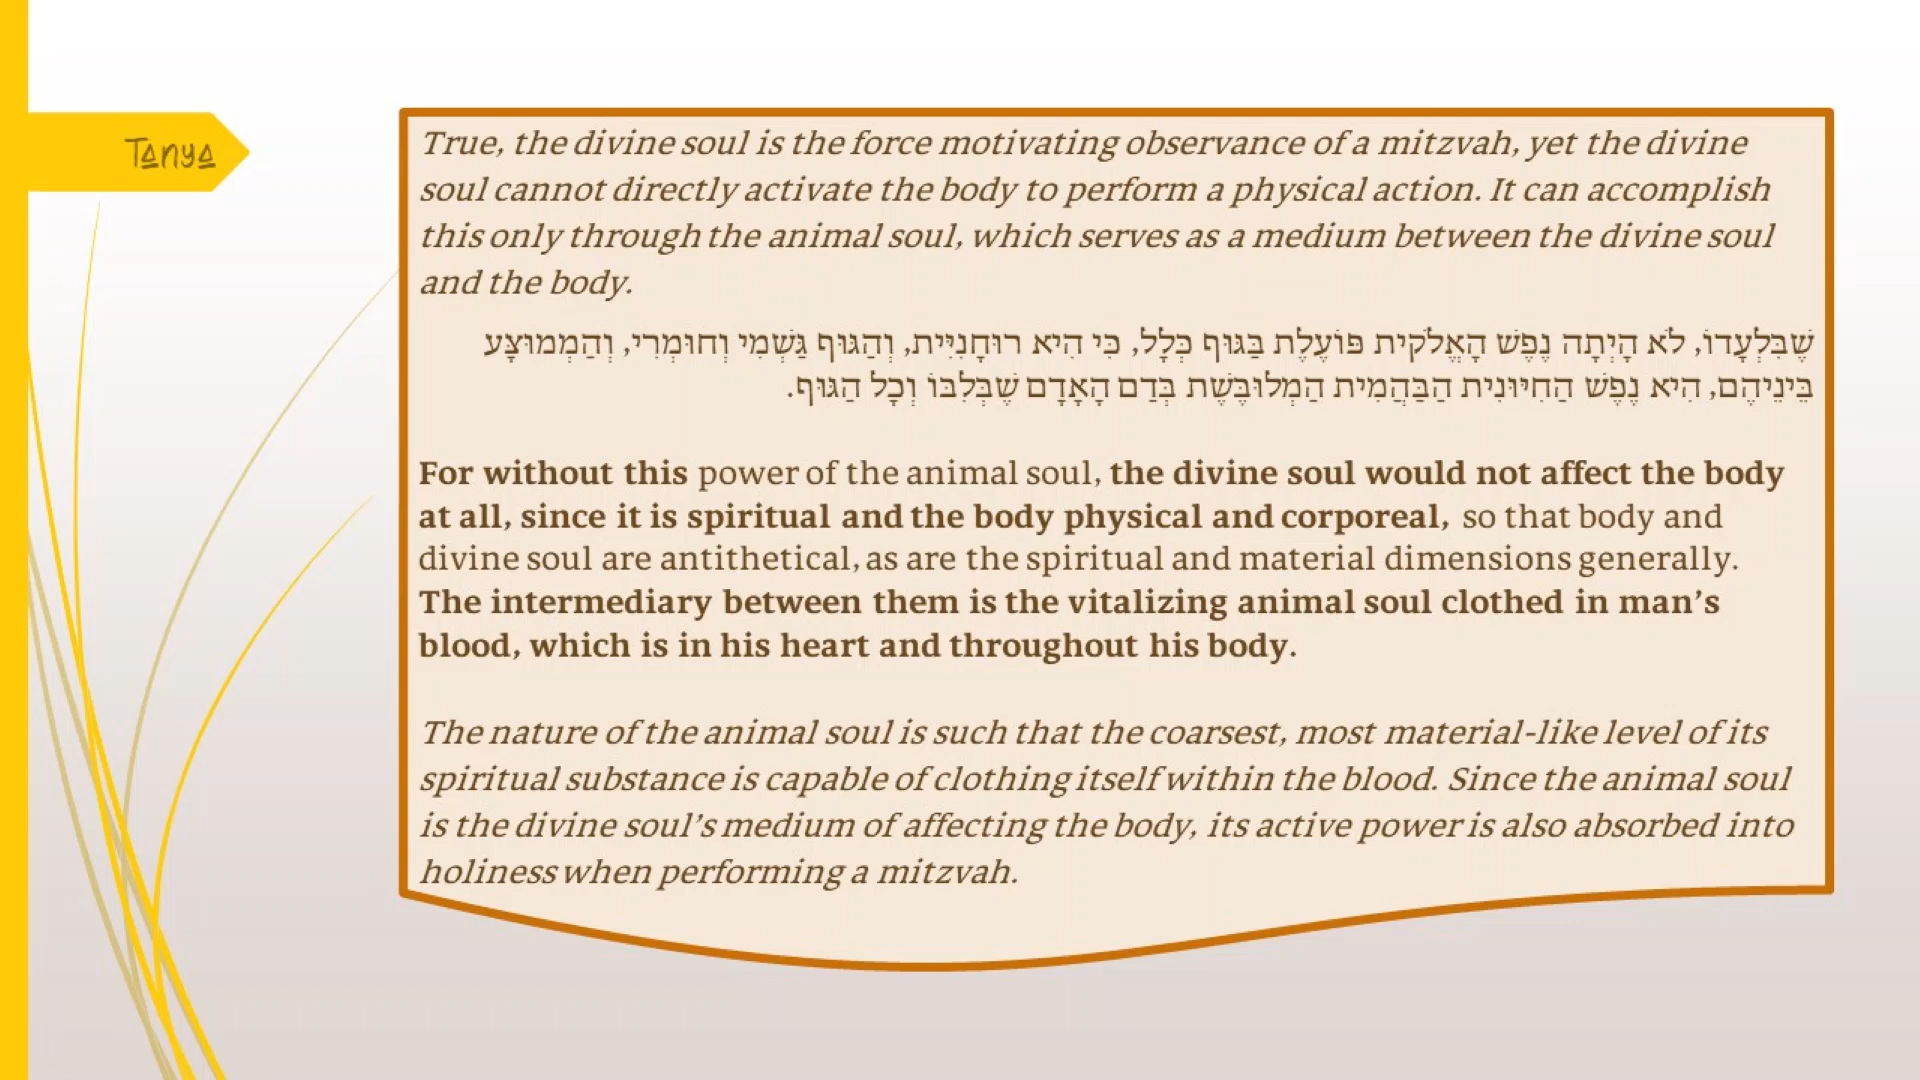 Tanya
True, the divine soul is the force motivating observance of a mitzvah, yet the divine
soul cannot directly activate the body to perform a physical action. It can accomplish
this only through the animal soul, which serves as a medium between the divine soul
and the body.
שֶׁבִּלְעָדוֹ, לֹא הָיְתָה נֶפֶשׁ הָאֱלֹקִית פּוֹעֶלֶת בַּגּוּף כְּלָל, כִּי הִיא רוּחָנִיִּית, וְהַגּוּף גַּשְׁמִי וְחוּמְרִי, וְהַמְמוּצָּע
בֵּינֵיהֶם, הִיא נֶפֶשׁ הַחִיּוּנִית הַבַּהֲמִית הַמְלוּבֶּשֶׁת בְּדַם הָאָדָם שֶׁבְּלִבּוֹ וְכָל הַגּוּף.
For without this power of the animal soul, the divine soul would not affect the body
at all, since it is spiritual and the body physical and corporeal, so that body and
divine soul are antithetical, as are the spiritual and material dimensions generally.
The intermediary between them is the vitalizing animal soul clothed in man’s
blood, which is in his heart and throughout his body.
The nature of the animal soul is such that the coarsest, most material-like level of its
spiritual substance is capable of clothing itself within the blood. Since the animal soul
is the divine soul’s medium of affecting the body, its active power is also absorbed into
holiness when performing a mitzvah.